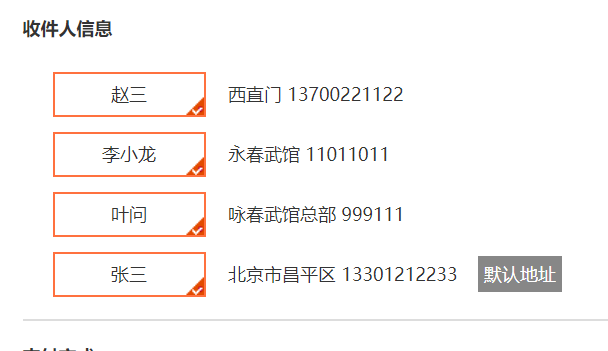 收件人信息
赵三 西直门 13700221122
李小龙 永春武馆 11011011
叶问 咏春武馆总部 999111
张三 北京市昌平区 13301212233 默认地址